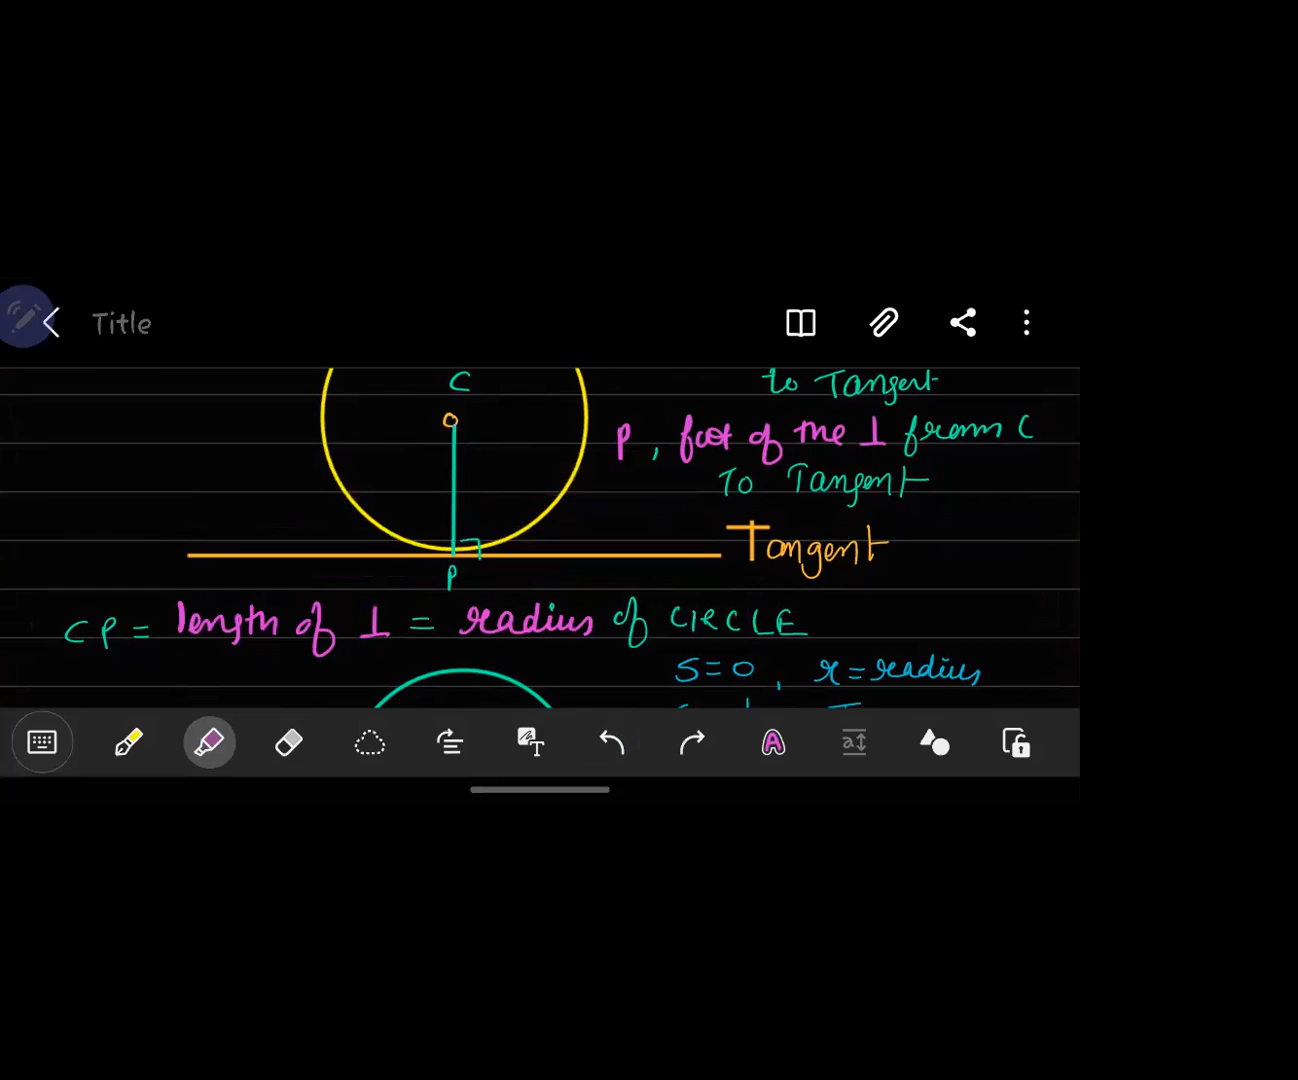 Title
C
to Tangent
P, foot of the ⊥ from C
To Tangent
Tangent
P
CP = length of ⊥ = radius of CIRCLE
S=0, r=radius
A
T
a